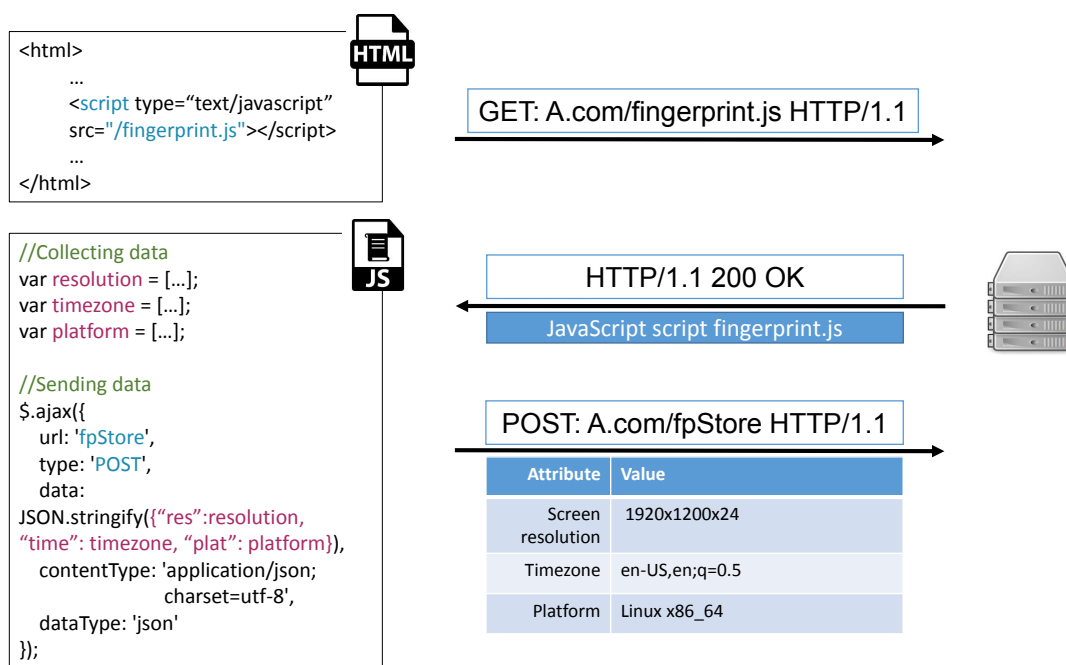 <html>
...
<script type=“text/javascript”
src="/fingerprint.js"></script>
...
</html>
HTML
GET: A.com/fingerprint.js HTTP/1.1
//Collecting data
var resolution = […];
var timezone = […];
var platform = […];
//Sending data
$.ajax({
url: 'fpStore',
type: 'POST',
data:
JSON.stringify({“res”:resolution,
“time”: timezone, “plat”: platform}),
contentType: 'application/json;
charset=utf-8',
dataType: 'json'
});
JS
HTTP/1.1 200 OK
JavaScript script fingerprint.js
POST: A.com/fpStore HTTP/1.1
Attribute Value
Screen resolution 1920x1200x24
Timezone en-US,en;q=0.5
Platform Linux x86_64